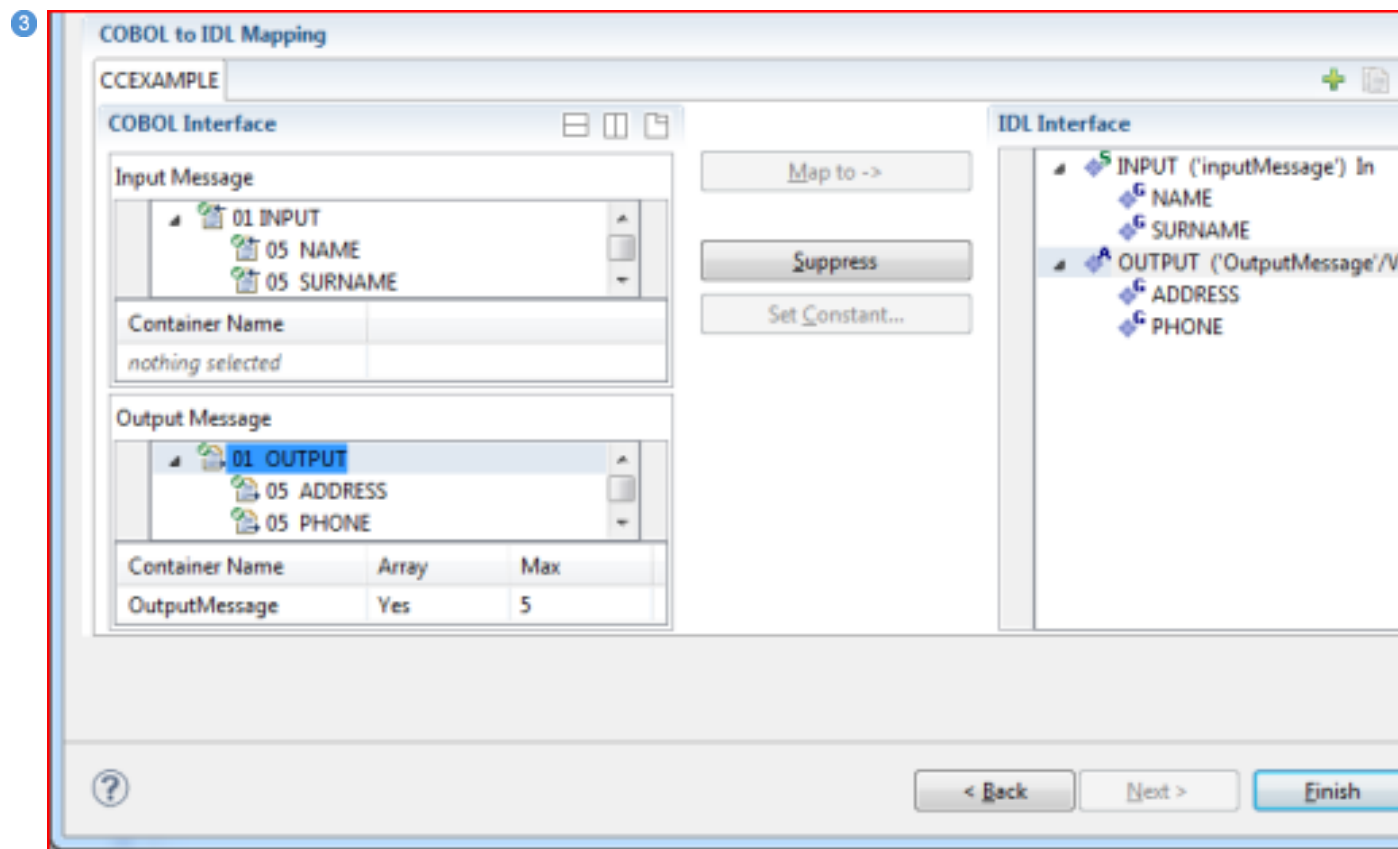 3
COBOL to IDL Mapping
CCEXAMPLE
COBOL Interface
Input Message
01 INPUT
05 NAME
05 SURNAME
Container Name
nothing selected
Output Message
01 OUTPUT
05 ADDRESS
05 PHONE
Container Name Array Max
OutputMessage Yes 5
Map to ->
Suppress
Set Constant...
IDL Interface
S INPUT ('inputMessage') In
G NAME
G SURNAME
A OUTPUT ('OutputMessage'/V
G ADDRESS
G PHONE
?
< Back Next > Finish